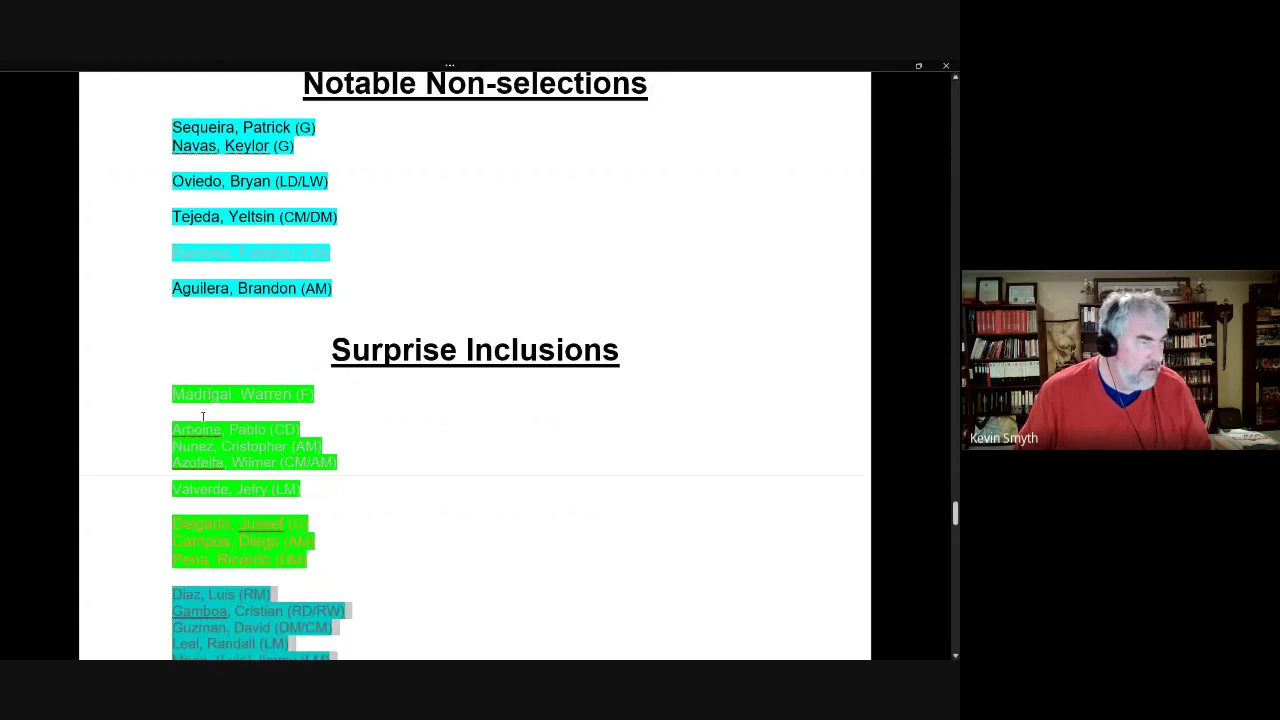 Notable Non-selections
Sequeira, Patrick (G)
Navas, Keylor (G)
Oviedo, Bryan (LD/LW)
Tejeda, Yeltsin (CM/DM)
Aguilera, Brandon (AM)
Surprise Inclusions
Madrigal, Warren (F)
Arboine, Pablo (CD)
Nunez, Cristopher (AM)
Azofeifa, Wilmer (CM/AM)
Valverde, Jefry (LM)
Delgado, Jussef (G)
Campos, Diego (AM)
Pena, Ricardo (DM)
Diaz, Luis (RM)
Gamboa, Cristian (RD/RW)
Guzman, David (DM/CM)
Leal, Randall (LM)
Kevin Smyth